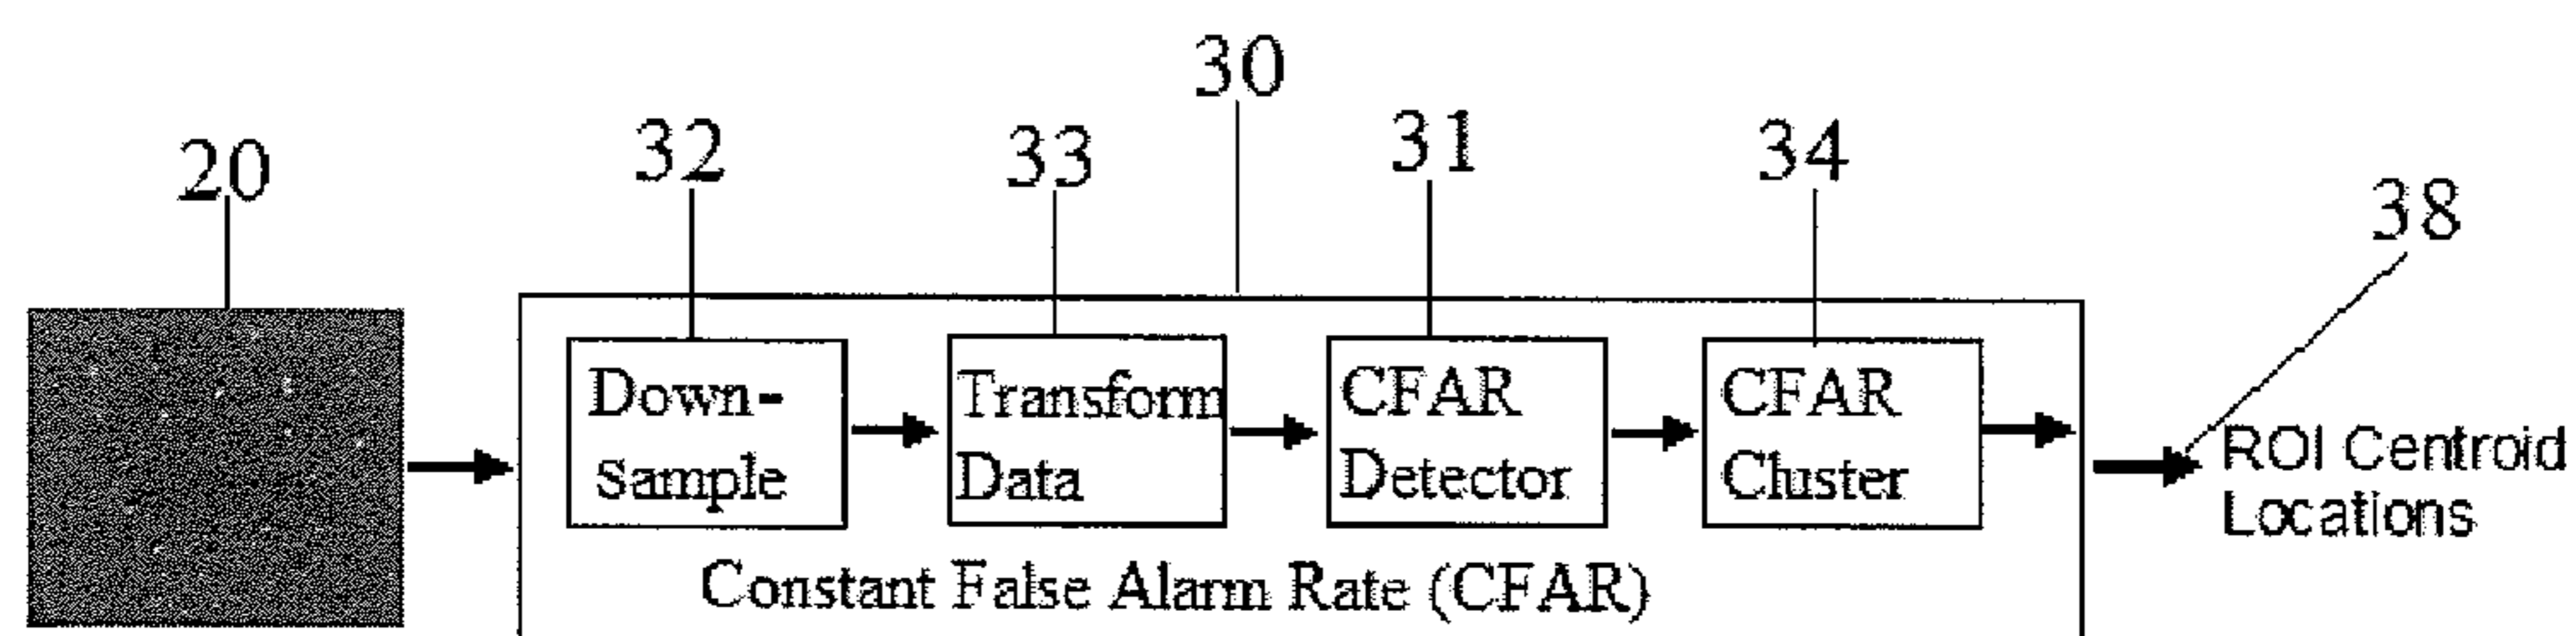 30
20
32
33
31
34
38
Down-
Sample
Transform
Data
CFAR
Detector
CFAR
Cluster
ROI Centroid
Locations
Constant False Alarm Rate (CFAR)